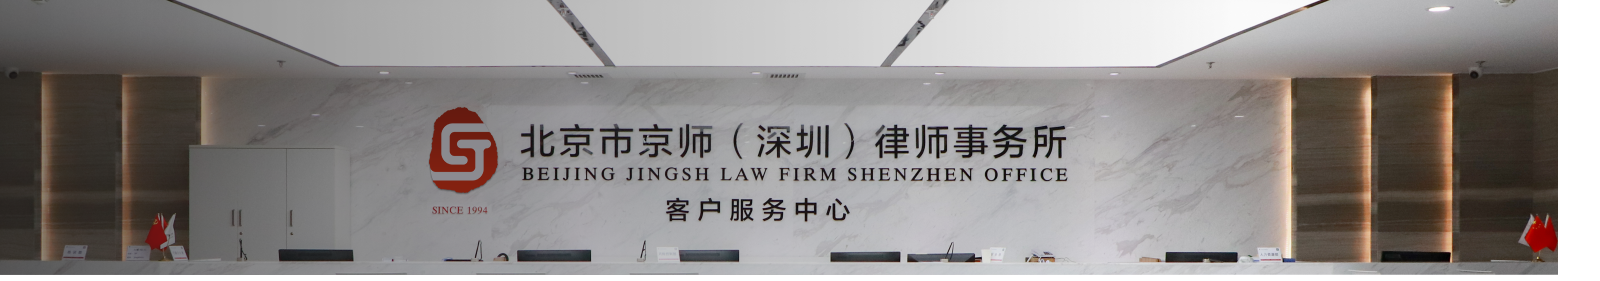 北京市京师（深圳）律师事务所
BEIJING JINGSH LAW FIRM SHENZHEN OFFICE
SINCE 1994
客户服务中心